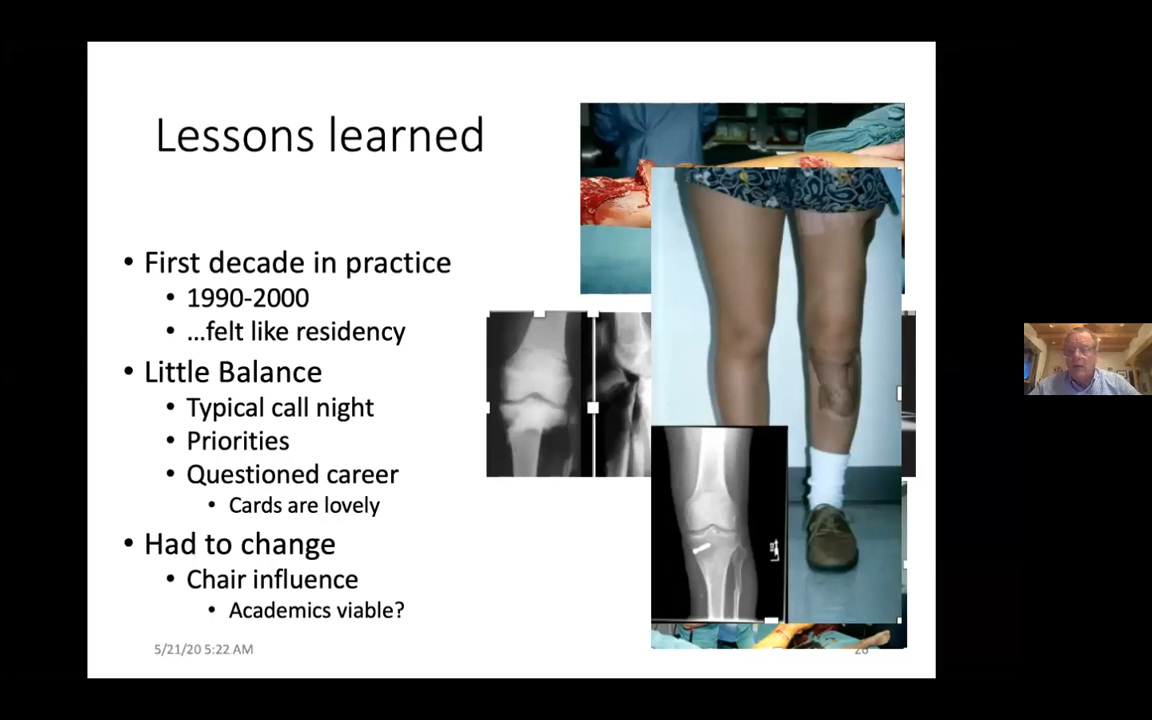 Lessons learned
• First decade in practice
• 1990-2000
• ...felt like residency
• Little Balance
• Typical call night
• Priorities
• Questioned career
• Cards are lovely
• Had to change
• Chair influence
• Academics viable?
5/21/20 5:22 AM